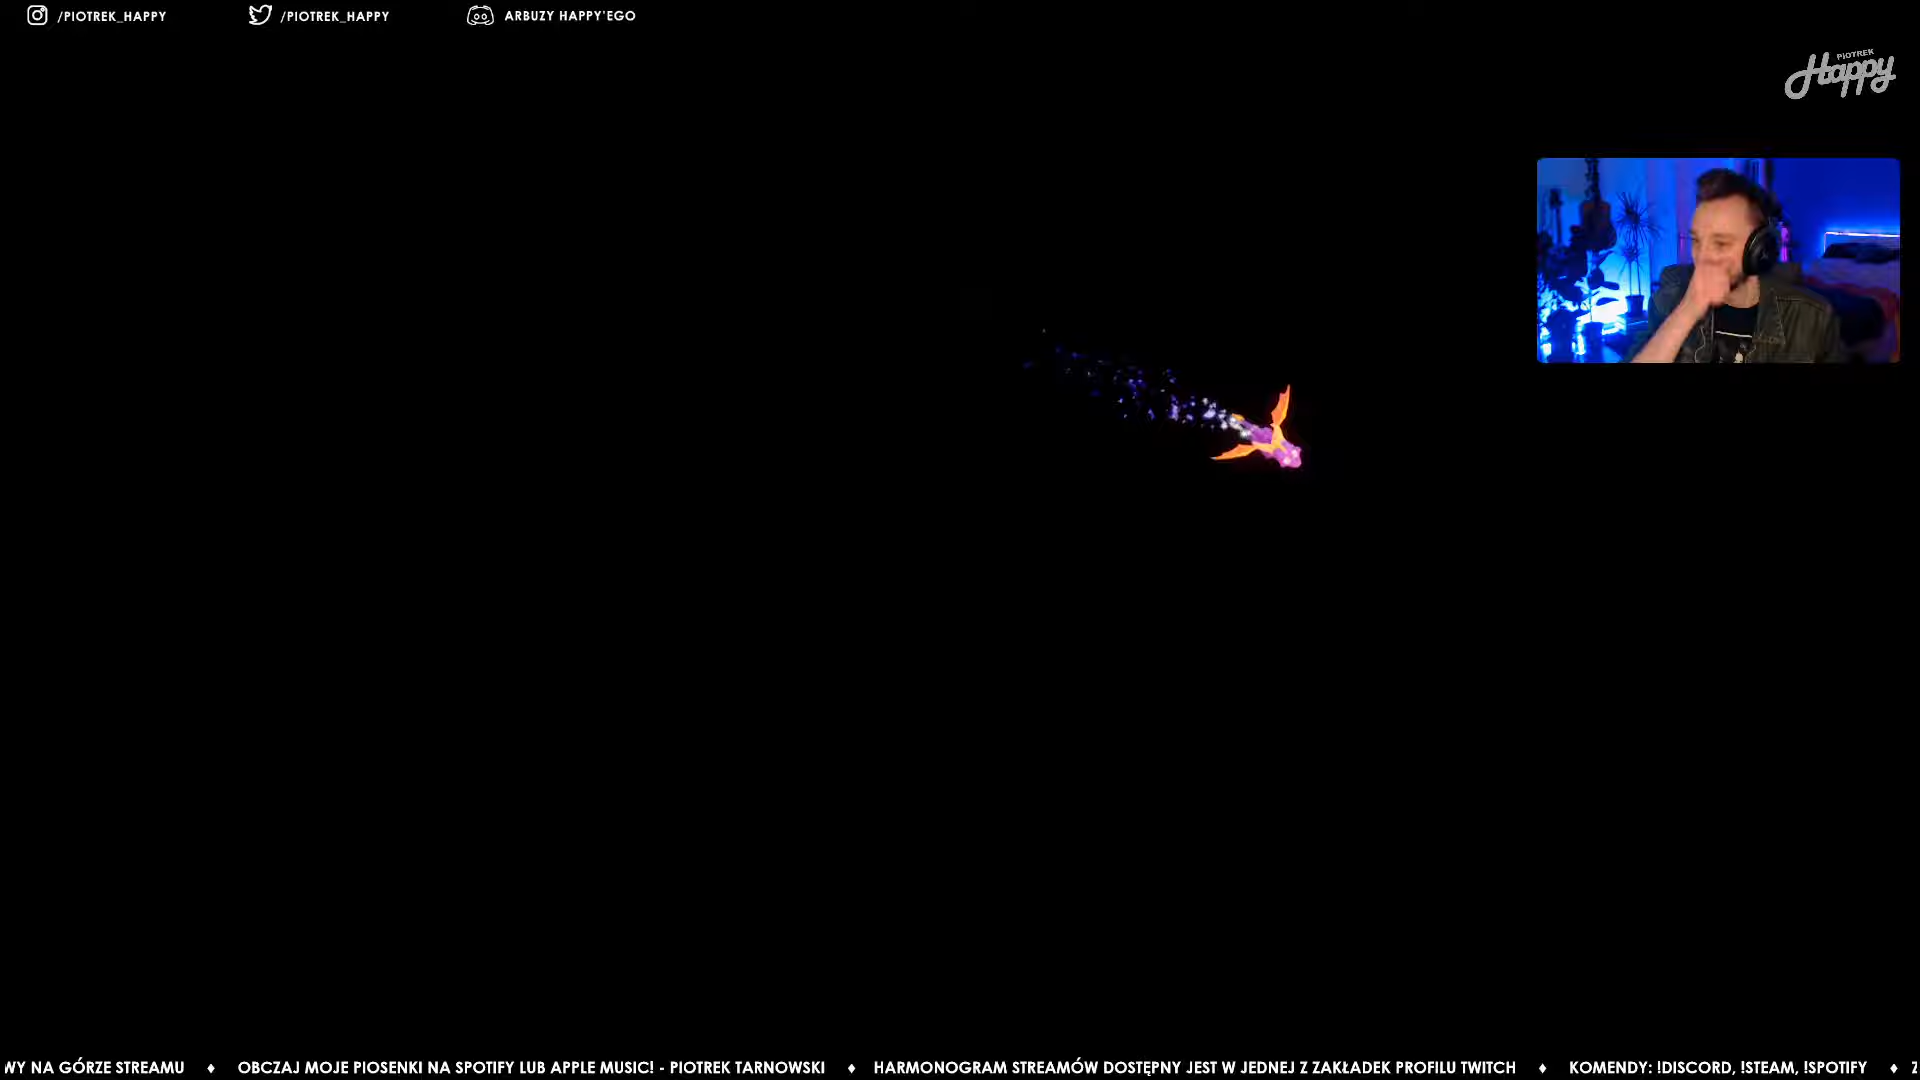 /PIOTREK_HAPPY
/PIOTREK_HAPPY
ARBUZY HAPPY'EGO
PIOTREK
Happy
WY NA GÓRZE STREAMU ♦ OBCZAJ MOJE PIOSENKI NA SPOTIFY LUB APPLE MUSIC! - PIOTREK TARNOWSKI ♦ HARMONOGRAM STREAMÓW DOSTĘPNY JEST W JEDNEJ Z ZAKŁADEK PROFILU TWITCH ♦ KOMENDY: !DISCORD, !STEAM, !SPOTIFY ♦ Z